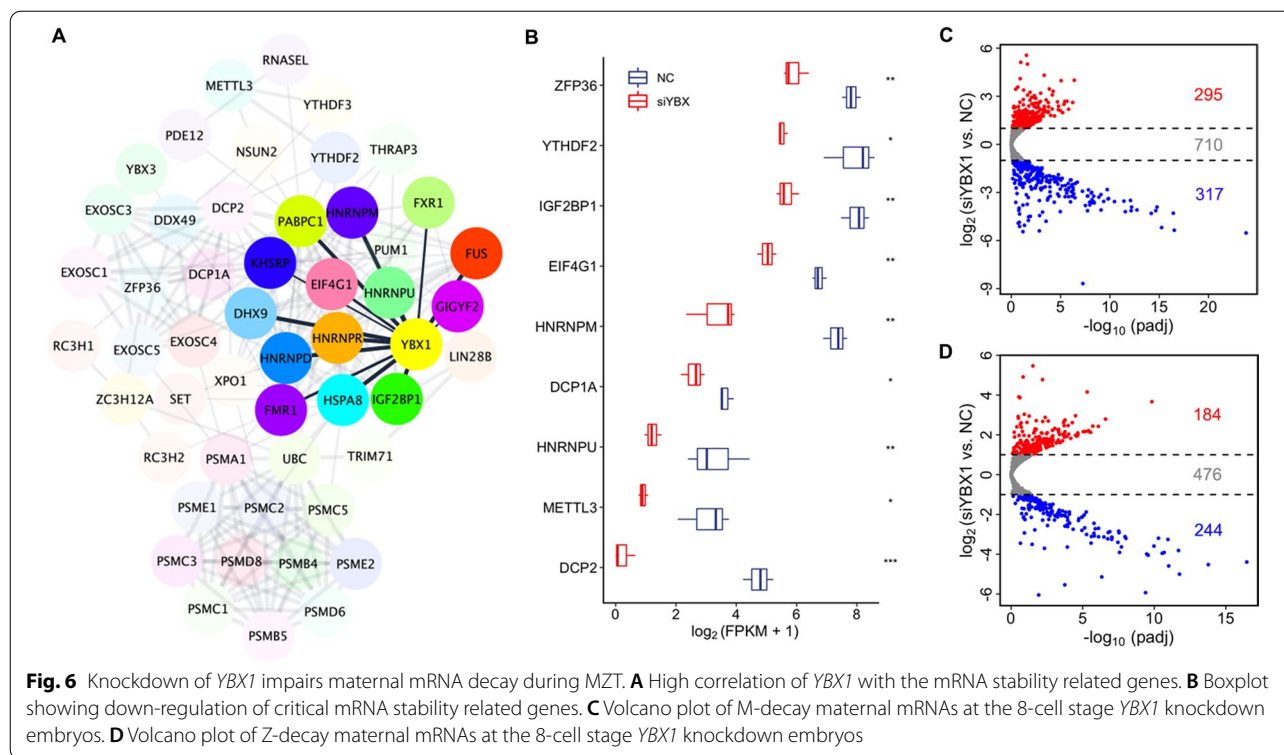 A
RNASEL
METTL3
YTHDF3
PDE12
NSUN2
YTHDF2
THRAP3
YBX3
EXOSC3
DDX49
DCP2
PABPC1
HNRNPM
FXR1
PUM1
FUS
EXOSC1
ZFP36
DCP1A
KHSRP
EIF4G1
HNRNPU
GIGYF2
DHX9
RC3H1
EXOSC5
EXOSC4
HNRNPR
YBX1
LIN28B
HNRNPD
XPO1
ZC3H12A
SET
FMR1
HSPA8
IGF2BP1
RC3H2
PSMA1
UBC
TRIM71
PSME1
PSMC2
PSMC5
PSMC3
PSMD8
PSMB4
PSME2
PSMC1
PSMD6
PSMB5
B
NC
siYBX
ZFP36
**
YTHDF2
*
IGF2BP1
**
EIF4G1
**
HNRNPM
**
DCP1A
*
HNRNPU
**
METTL3
*
DCP2
***
0 2 4 6 8
log2(FPKM + 1)
C
log2(siYBX1 vs. NC)
6
3
0
-3
-6
-9
295
710
317
0 5 10 15 20
-log10 (padj)
D
log2(siYBX1 vs. NC)
6
4
2
0
-2
-4
-6
184
476
244
0 5 10 15
-log10 (padj)
Fig. 6 Knockdown of YBX1 impairs maternal mRNA decay during MZT. A High correlation of YBX1 with the mRNA stability related genes. B Boxplot
showing down-regulation of critical mRNA stability related genes. C Volcano plot of M-decay maternal mRNAs at the 8-cell stage YBX1 knockdown
embryos. D Volcano plot of Z-decay maternal mRNAs at the 8-cell stage YBX1 knockdown embryos